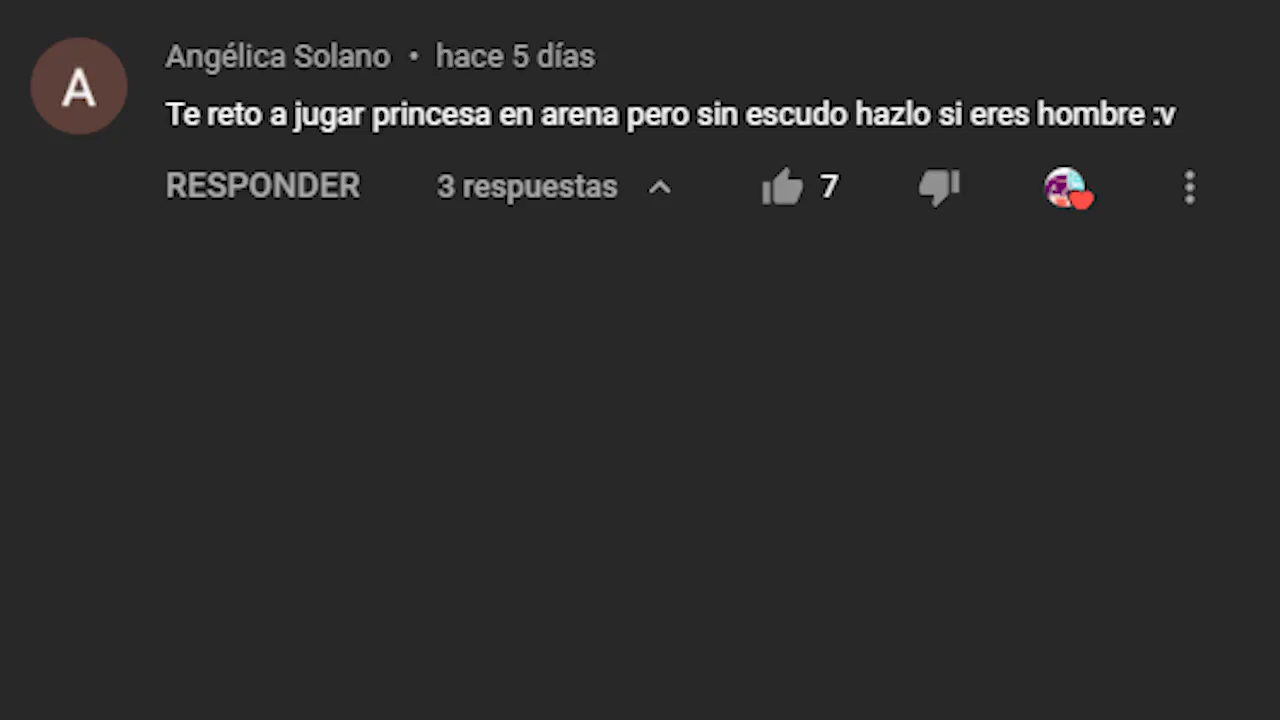 A
Angélica Solano • hace 5 días
Te reto a jugar princesa en arena pero sin escudo hazlo si eres hombre :v
RESPONDER 3 respuestas 7